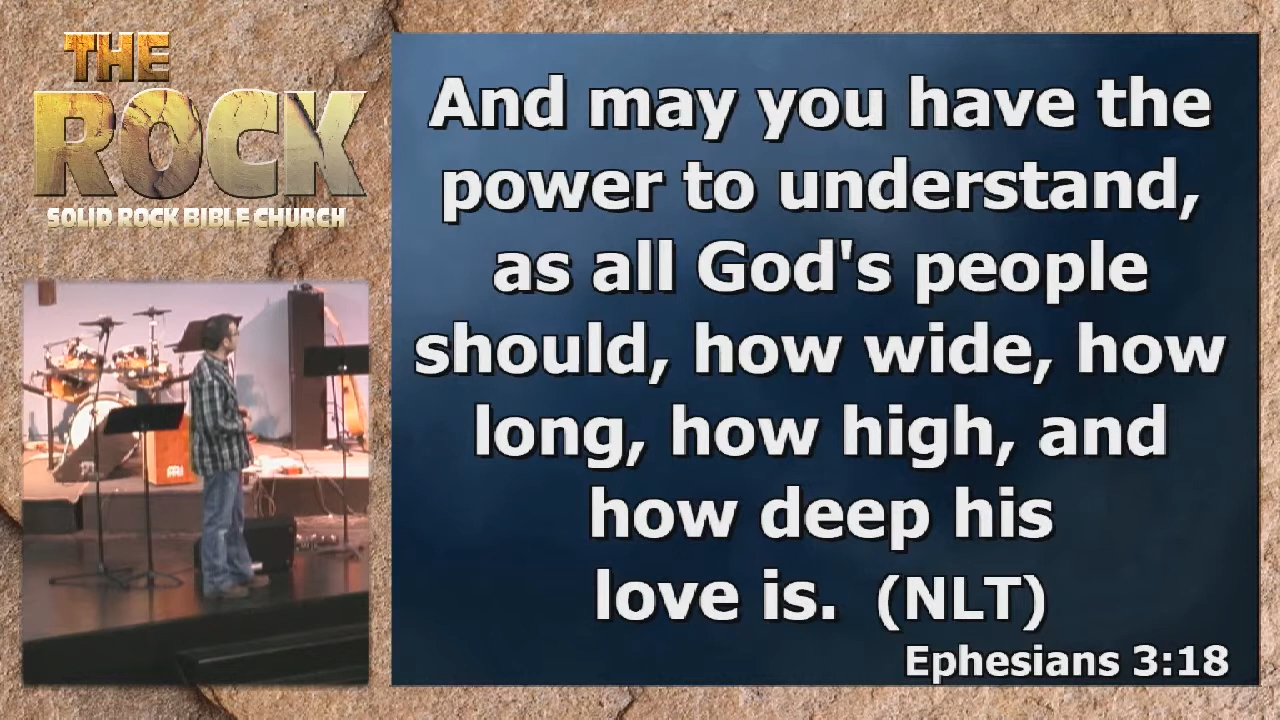 THE
ROCK
SOLID ROCK BIBLE CHURCH
And may you have the
power to understand,
as all God's people
should, how wide, how
long, how high, and
how deep his
love is. (NLT)
Ephesians 3:18